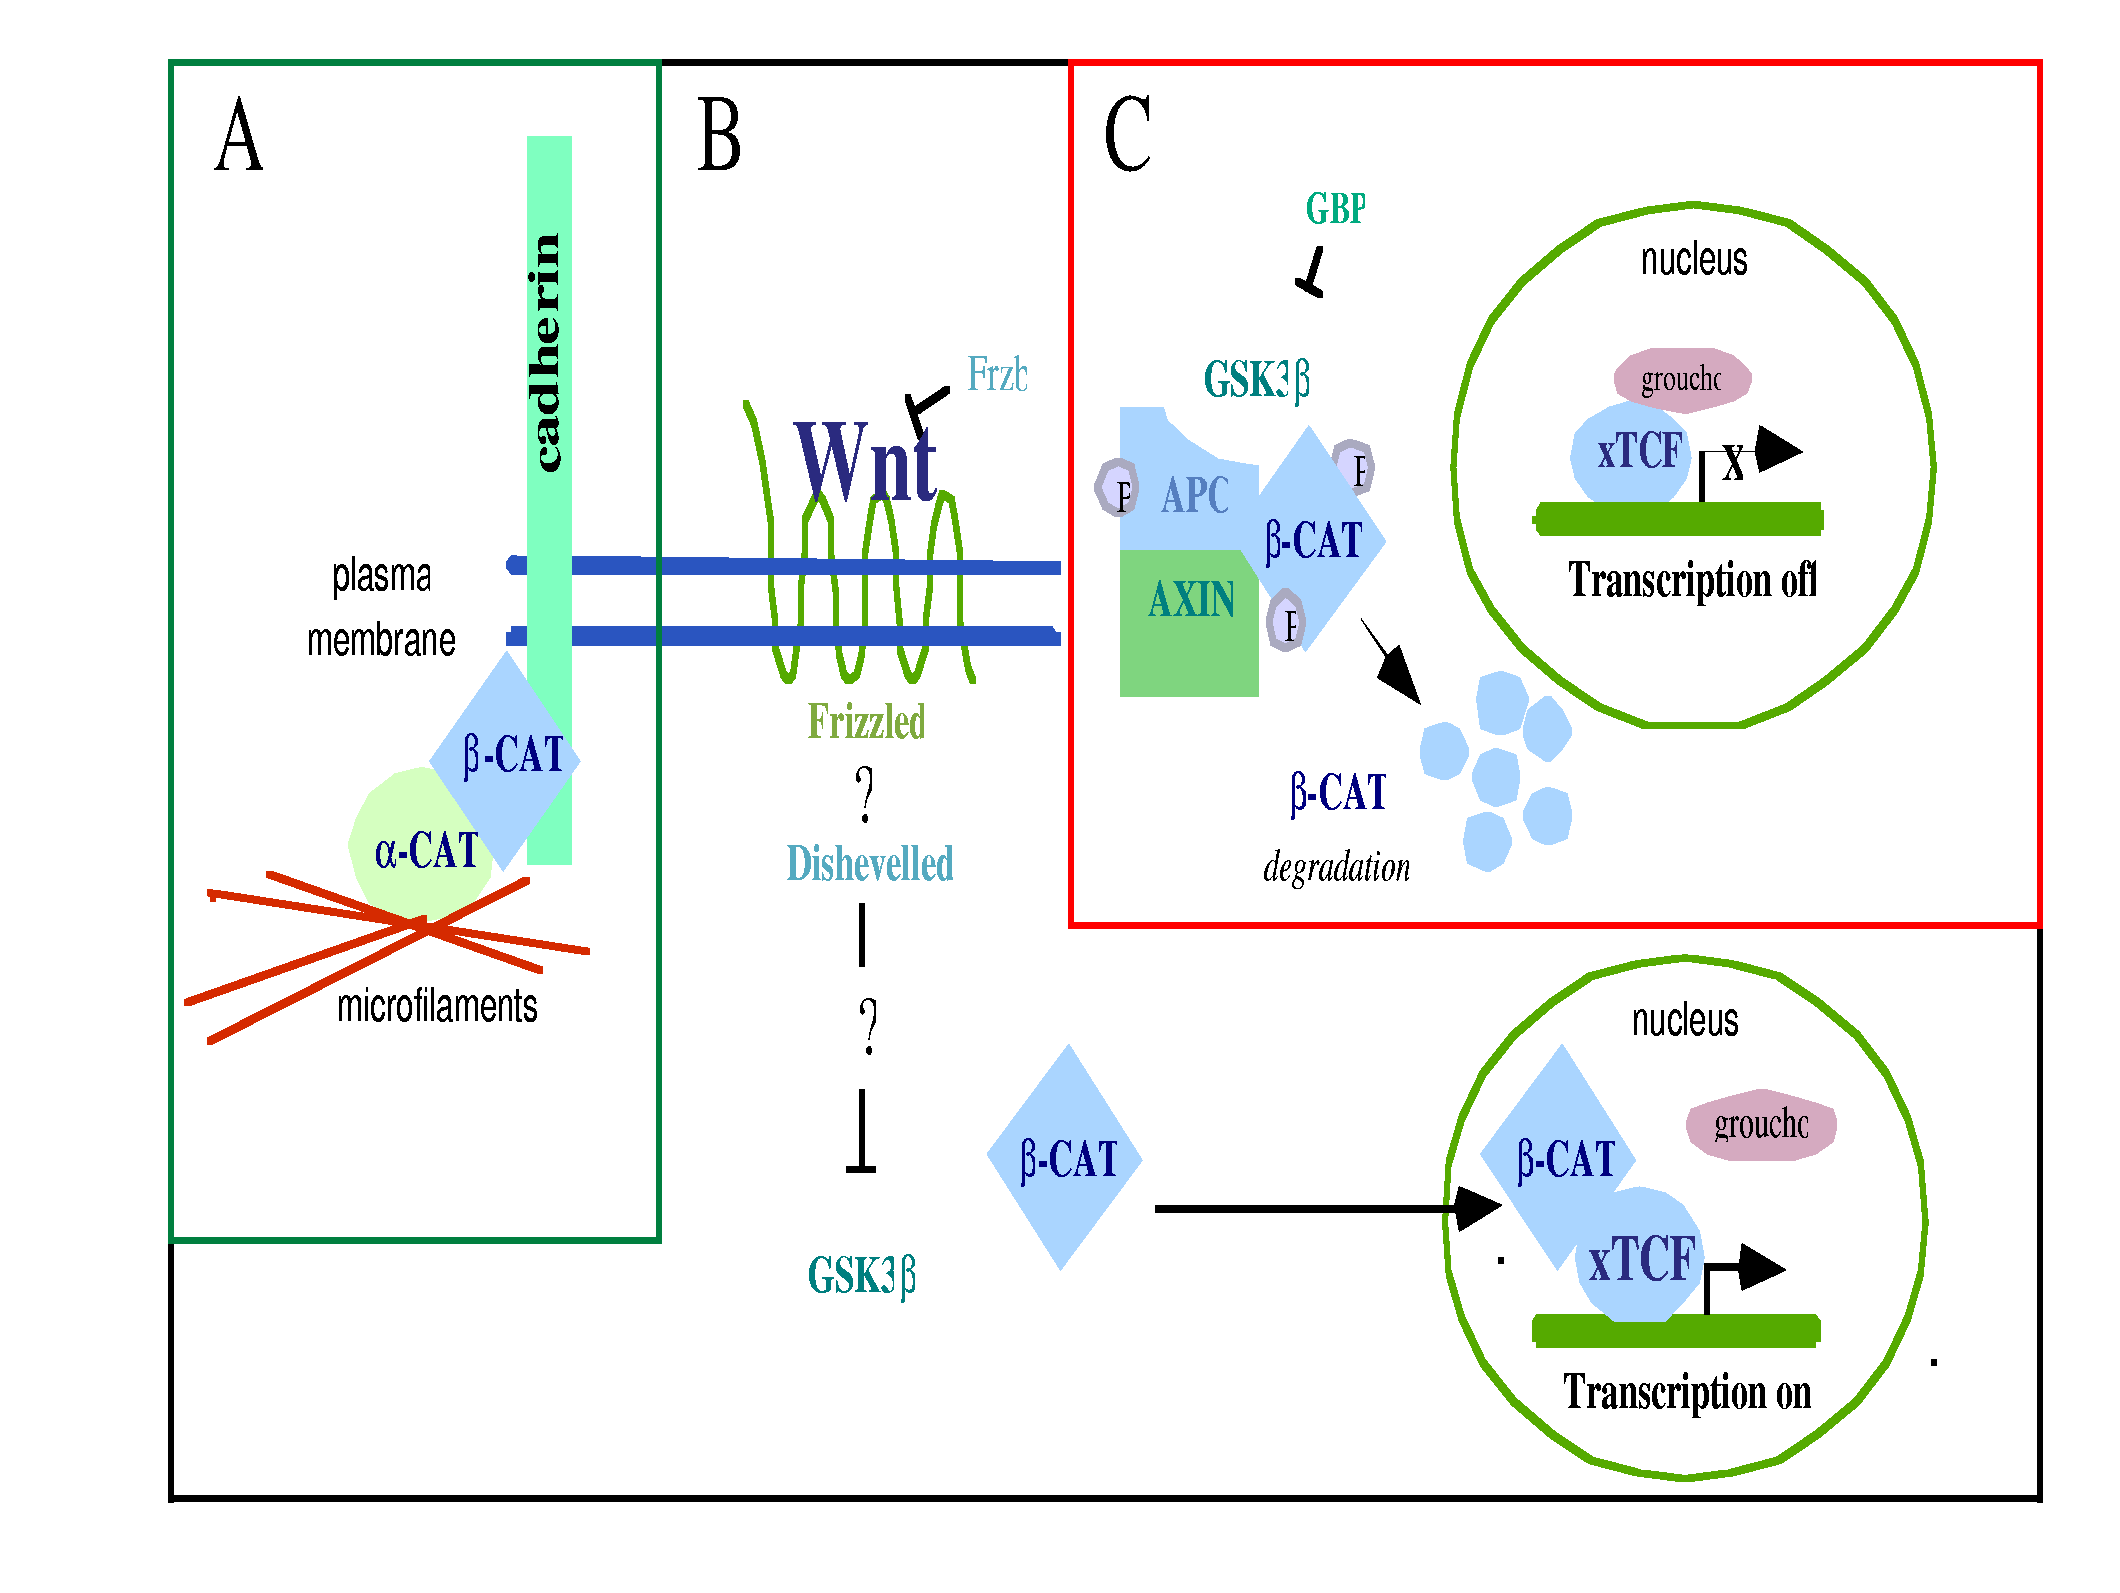 A
cadherin
plasma
membrane
β-CAT
α-CAT
microfilaments
B
Frzb
Wnt
Frizzled
?
Dishevelled
?
GSK3β
β-CAT
C
GBP
GSK3β
P
APC
P
β-CAT
AXIN
P
β-CAT
degradation
nucleus
groucho
xTCF
X
Transcription off
nucleus
groucho
β-CAT
xTCF
Transcription on